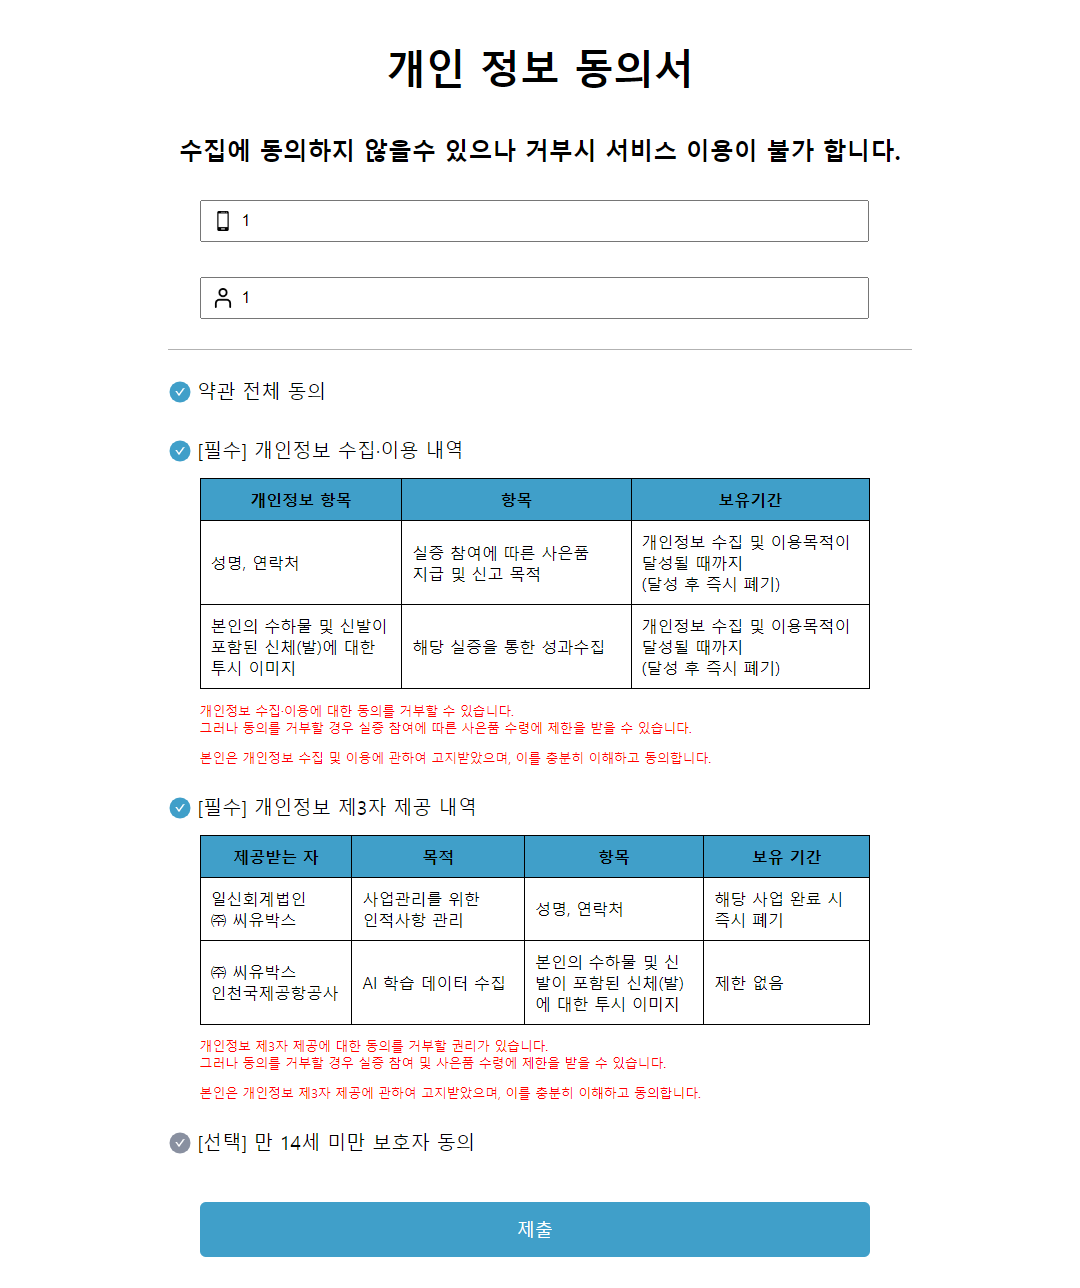 개인 정보 동의서
수집에 동의하지 않을수 있으나 거부시 서비스 이용이 불가 합니다.
1
1
약관 전체 동의
[필수] 개인정보 수집·이용 내역
개인정보 항목 항목 보유기간
성명, 연락처
실증 참여에 따른 사은품
지급 및 신고 목적
개인정보 수집 및 이용목적이
달성될 때까지
(달성 후 즉시 폐기)
본인의 수하물 및 신발이
포함된 신체(발)에 대한
투시 이미지
해당 실증을 통한 성과수집
개인정보 수집 및 이용목적이
달성될 때까지
(달성 후 즉시 폐기)
개인정보 수집·이용에 대한 동의를 거부할 수 있습니다.
그러나 동의를 거부할 경우 실증 참여에 따른 사은품 수령에 제한을 받을 수 있습니다.
본인은 개인정보 수집 및 이용에 관하여 고지받았으며, 이를 충분히 이해하고 동의합니다.
[필수] 개인정보 제3자 제공 내역
제공받는 자 목적 항목 보유 기간
일신회계법인
㈜ 씨유박스
사업관리를 위한
인적사항 관리
성명, 연락처
해당 사업 완료 시
즉시 폐기
㈜ 씨유박스
인천국제공항공사
AI 학습 데이터 수집
본인의 수하물 및 신
발이 포함된 신체(발)
에 대한 투시 이미지
제한 없음
개인정보 제3자 제공에 대한 동의를 거부할 권리가 있습니다.
그러나 동의를 거부할 경우 실증 참여 및 사은품 수령에 제한을 받을 수 있습니다.
본인은 개인정보 제3자 제공에 관하여 고지받았으며, 이를 충분히 이해하고 동의합니다.
[선택] 만 14세 미만 보호자 동의
제출